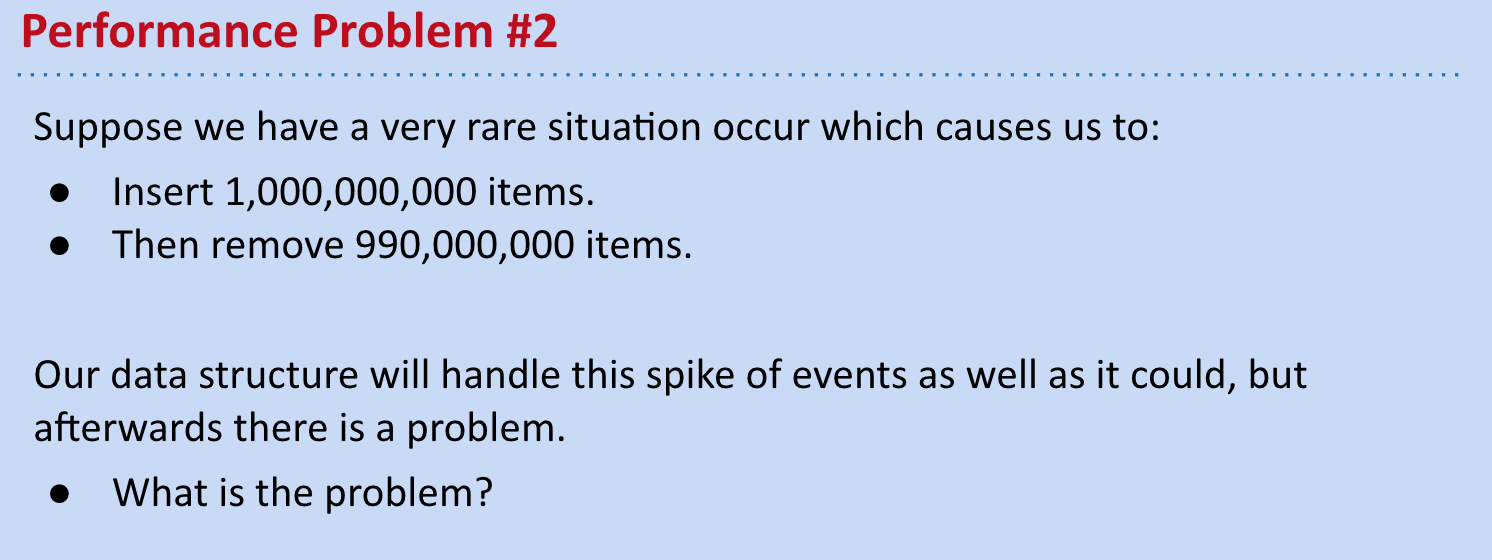 Performance Problem #2
Suppose we have a very rare situation occur which causes us to:
● Insert 1,000,000,000 items.
● Then remove 990,000,000 items.
Our data structure will handle this spike of events as well as it could, but
afterwards there is a problem.
● What is the problem?